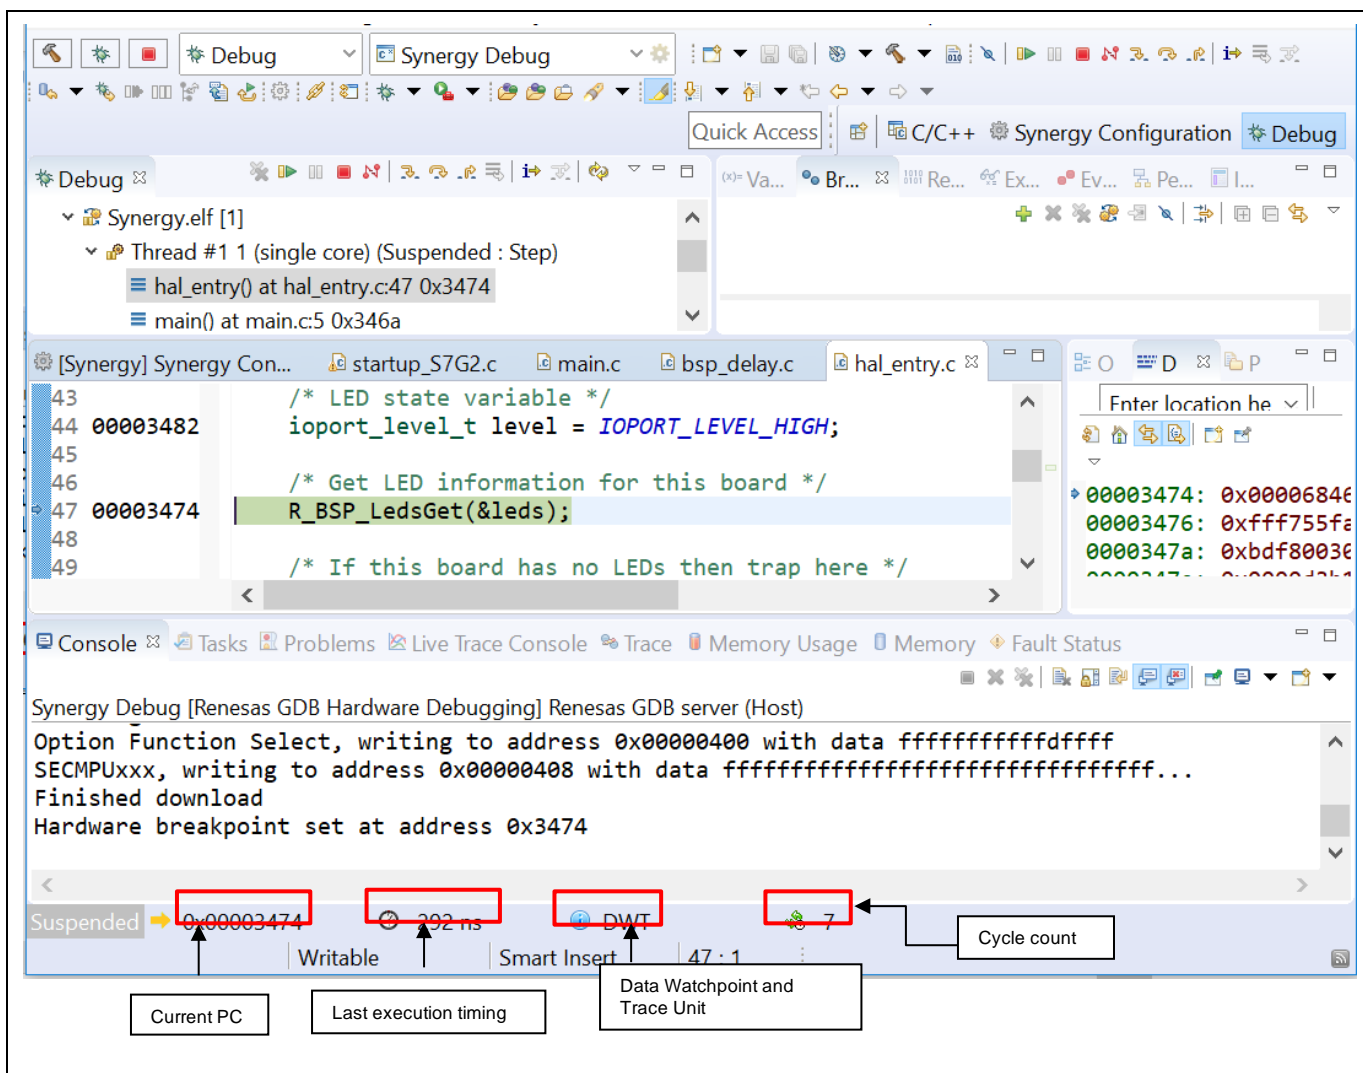 Debug
Synergy Debug
Quick Access
C/C++
Synergy Configuration
Debug
Debug
Synergy.elf [1]
Thread #1 1 (single core) (Suspended : Step)
hal_entry() at hal_entry.c:47 0x3474
main() at main.c:5 0x346a
(x)= Va...
Br...
Re...
Ex...
Ev...
Pe...
I...
[Synergy] Synergy Con...
startup_S7G2.c
main.c
bsp_delay.c
hal_entry.c
43 /* LED state variable */
44 00003482 ioport_level_t level = IOPORT_LEVEL_HIGH;
45
46 /* Get LED information for this board */
47 00003474 R_BSP_LedsGet(&leds);
48
49 /* If this board has no LEDs then trap here */
O
D
P
Enter location he
00003474: 0x00006846
00003476: 0xfff755fa
0000347a: 0xbdf80030
Console
Tasks
Problems
Live Trace Console
Trace
Memory Usage
Memory
Fault Status
Synergy Debug [Renesas GDB Hardware Debugging] Renesas GDB server (Host)
Option Function Select, writing to address 0x00000400 with data fffffffffffdffff
SECMPUxxx, writing to address 0x00000408 with data ffffffffffffffffffffffffffffffff...
Finished download
Hardware breakpoint set at address 0x3474
Suspended
0x00003474
292 ns
DWT
7
Cycle count
Writable
Smart Insert
47 : 1
Data Watchpoint and
Trace Unit
Current PC
Last execution timing